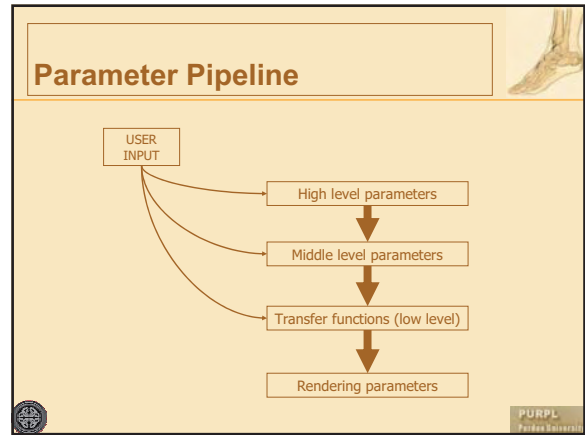 Parameter Pipeline
USER
INPUT
High level parameters
Middle level parameters
Transfer functions (low level)
Rendering parameters
PURPL
Purdue University